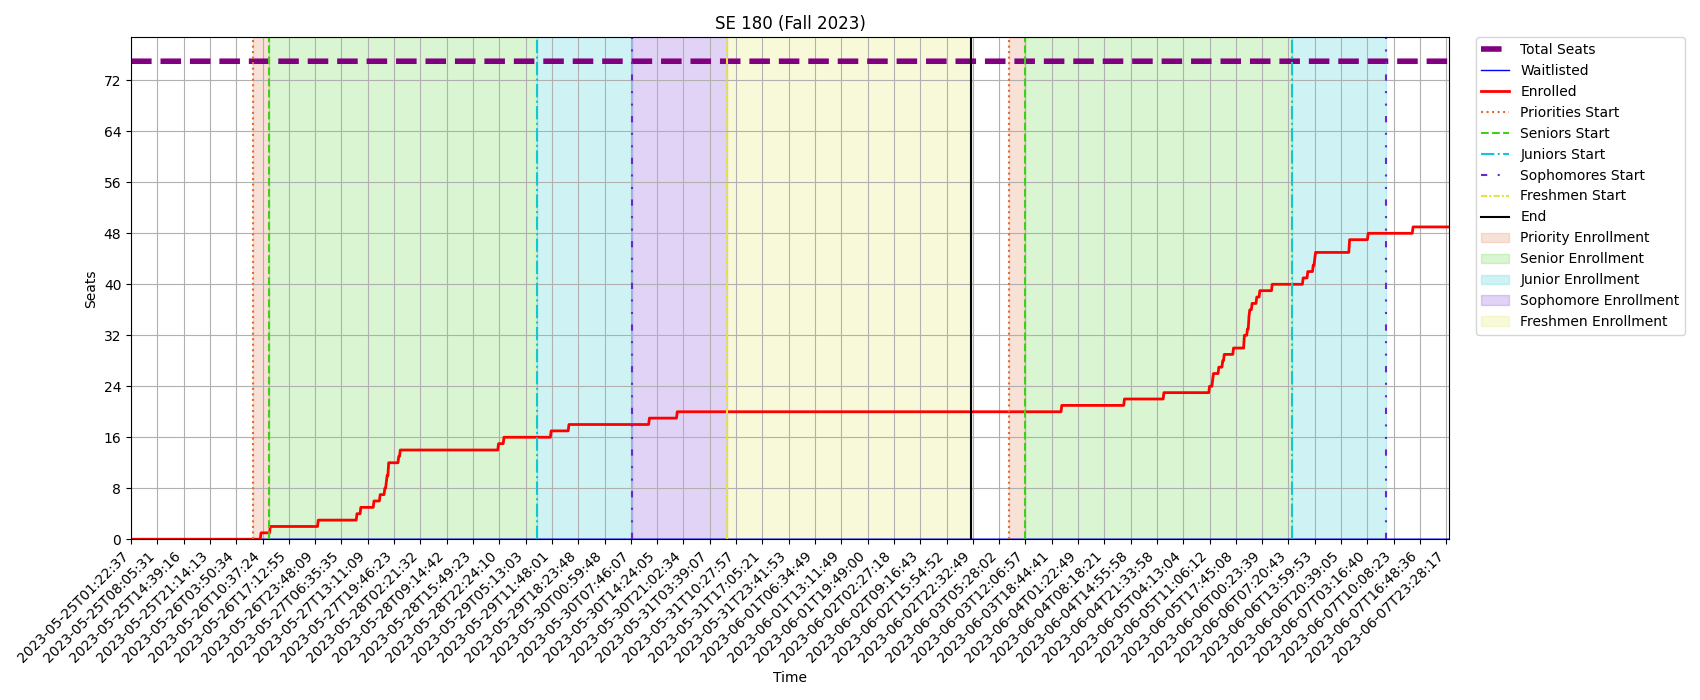 SE 180 (Fall 2023)
Total Seats
Waitlisted
Enrolled
Priorities Start
Seniors Start
Juniors Start
Sophomores Start
Freshmen Start
End
Priority Enrollment
Senior Enrollment
Junior Enrollment
Sophomore Enrollment
Freshmen Enrollment
Seats
72
64
56
48
40
32
24
16
8
0
2023-05-25T01:22:37
2023-05-25T08:05:31
2023-05-25T14:39:16
2023-05-25T21:14:13
2023-05-26T03:50:34
2023-05-26T10:37:24
2023-05-26T17:12:55
2023-05-26T23:48:09
2023-05-27T06:35:35
2023-05-27T13:11:09
2023-05-27T19:46:23
2023-05-28T02:21:32
2023-05-28T09:14:42
2023-05-28T15:49:23
2023-05-28T22:24:10
2023-05-29T05:13:03
2023-05-29T11:48:01
2023-05-29T18:23:48
2023-05-30T00:59:48
2023-05-30T07:46:07
2023-05-30T14:24:05
2023-05-30T21:02:34
2023-05-31T03:39:07
2023-05-31T10:27:57
2023-05-31T17:05:21
2023-05-31T23:41:53
2023-06-01T06:34:49
2023-06-01T13:11:49
2023-06-01T19:49:00
2023-06-02T02:27:18
2023-06-02T09:16:43
2023-06-02T15:54:52
2023-06-02T22:32:49
2023-06-03T05:28:02
2023-06-03T12:06:57
2023-06-03T18:44:41
2023-06-04T01:22:49
2023-06-04T08:18:21
2023-06-04T14:55:58
2023-06-04T21:33:58
2023-06-05T04:13:04
2023-06-05T11:06:12
2023-06-05T17:45:08
2023-06-06T00:23:39
2023-06-06T07:20:43
2023-06-06T13:59:53
2023-06-06T20:39:05
2023-06-07T03:16:40
2023-06-07T10:08:23
2023-06-07T16:48:36
2023-06-07T23:28:17
Time